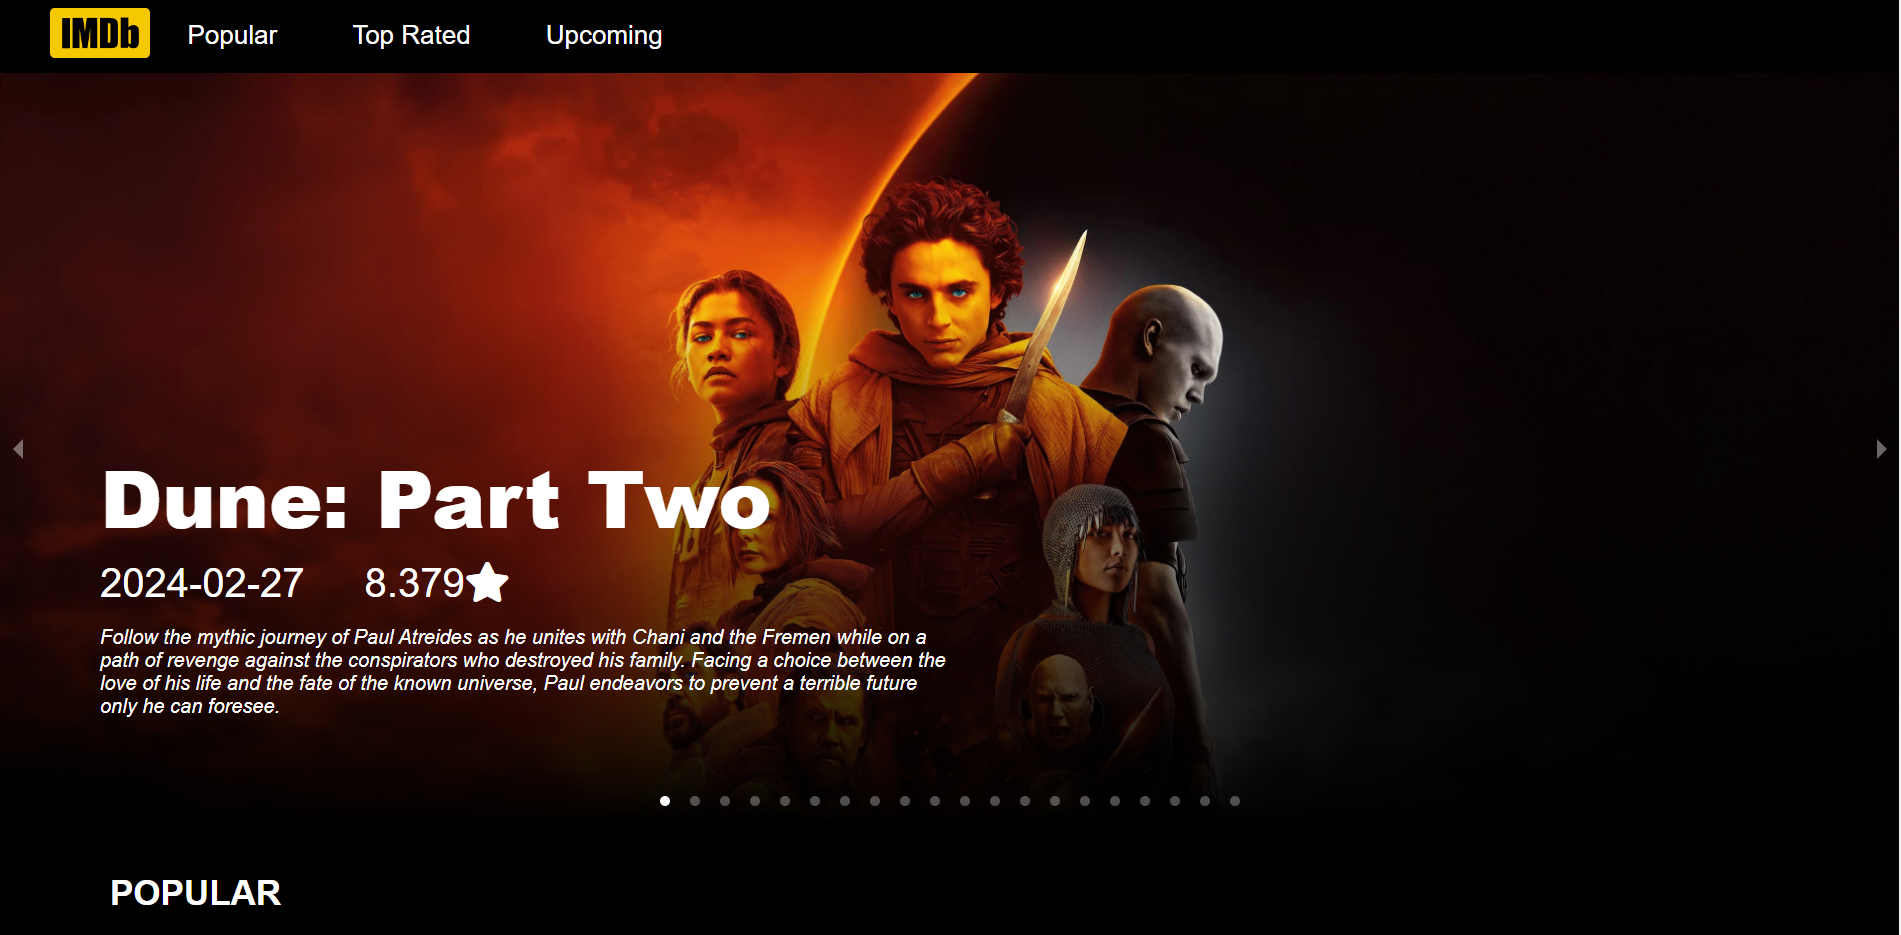 IMDb Popular Top Rated Upcoming
Dune: Part Two
2024-02-27 8.379
Follow the mythic journey of Paul Atreides as he unites with Chani and the Fremen while on a
path of revenge against the conspirators who destroyed his family. Facing a choice between the
love of his life and the fate of the known universe, Paul endeavors to prevent a terrible future
only he can foresee.
POPULAR